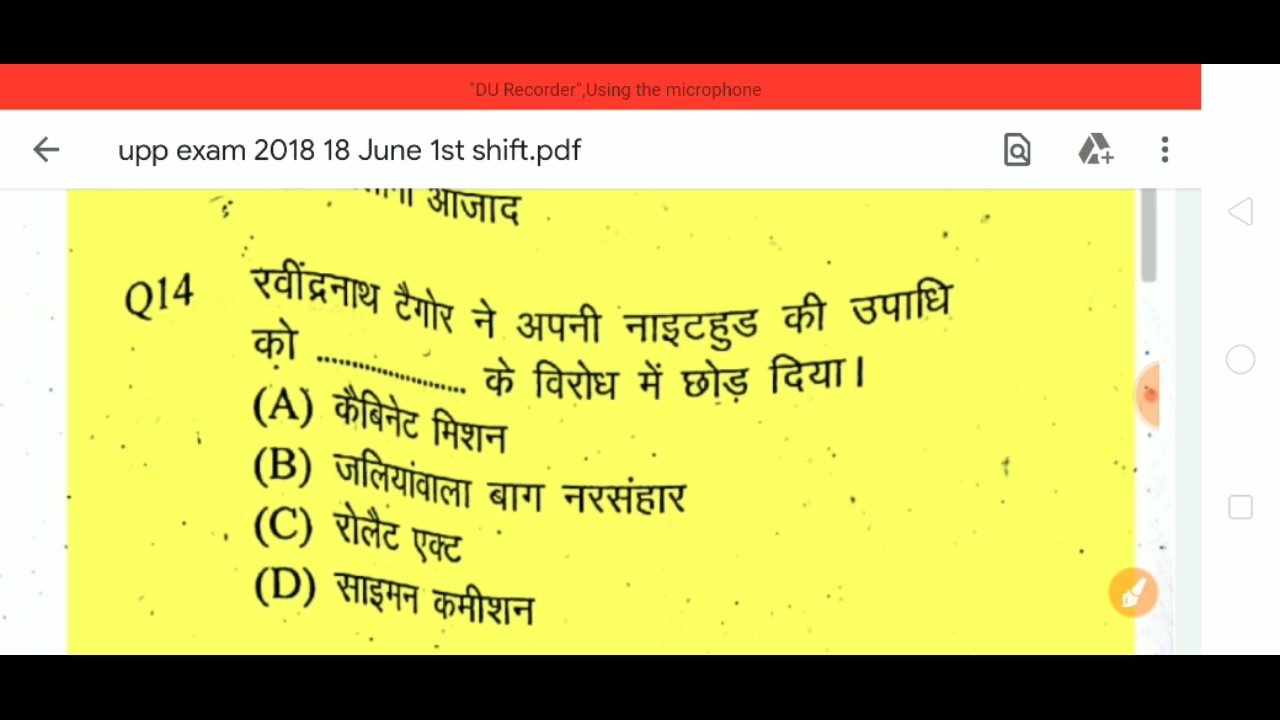 "DU Recorder",Using the microphone
upp exam 2018 18 June 1st shift.pdf
आजाद
Q14 रवींद्रनाथ टैगोर ने अपनी नाइटहुड की उपाधि
को ..................... के विरोध में छोड़ दिया।
(A) कैबिनेट मिशन
(B) जलियांवाला बाग नरसंहार
(C) रोलैट एक्ट
(D) साइमन कमीशन